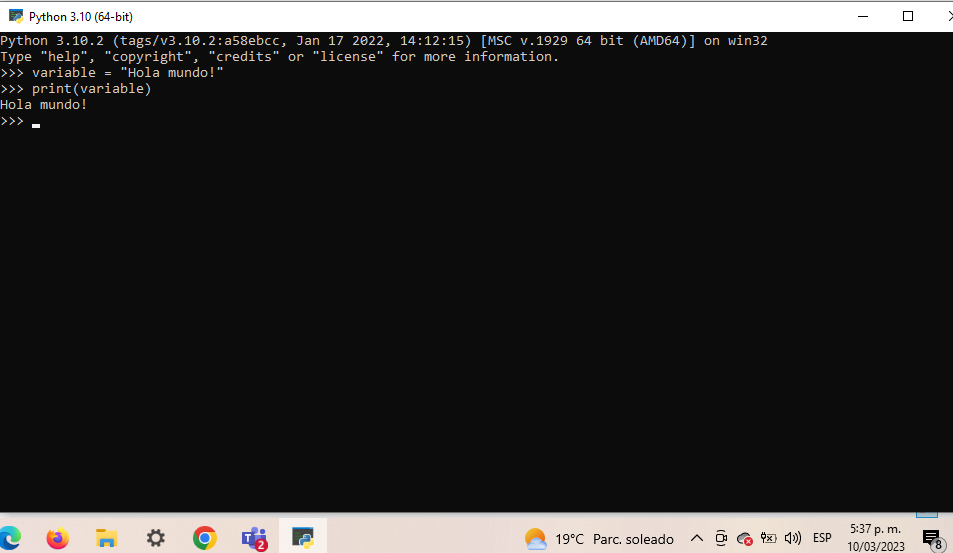 Python 3.10 (64-bit)
Python 3.10.2 (tags/v3.10.2:a58ebcc, Jan 17 2022, 14:12:15) [MSC v.1929 64 bit (AMD64)] on win32
Type "help", "copyright", "credits" or "license" for more information.
>>> variable = "Hola mundo!"
>>> print(variable)
Hola mundo!
>>>
2
19°C Parc. soleado
ESP
5:37 p. m.
10/03/2023
8